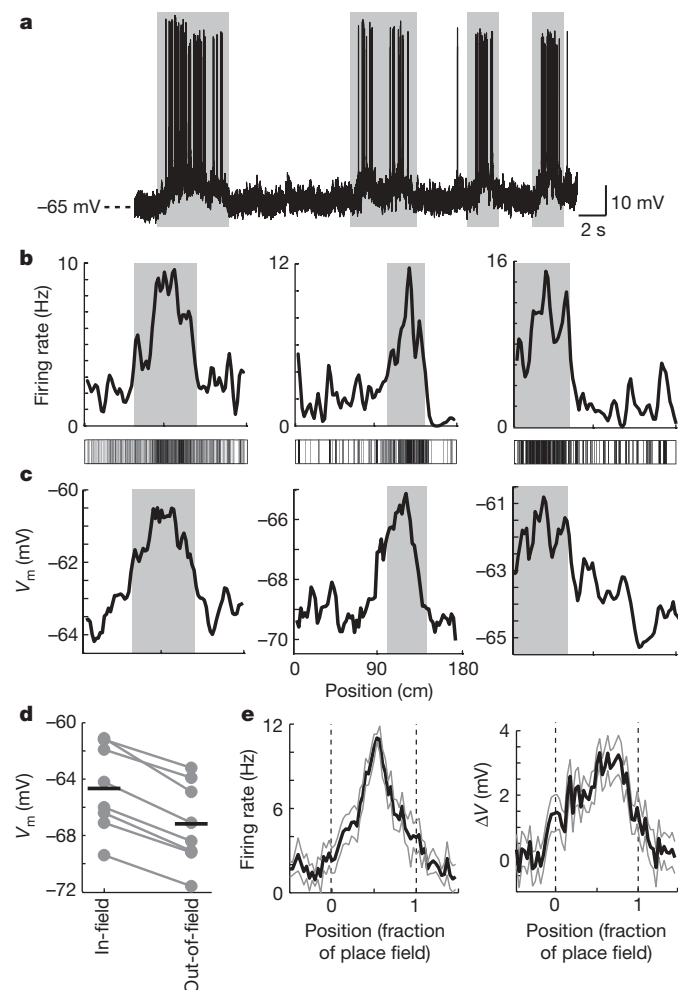 a
–65 mV
10 mV
2 s
b
Firing rate (Hz)
10
5
0
12
6
0
16
8
0
c
Vm (mV)
–60
–62
–64
–66
–68
–70
–61
–63
–65
0 90 180
Position (cm)
d
Vm (mV)
–60
–64
–68
–72
In-field
Out-of-field
e
Firing rate (Hz)
12
6
0
0 1
Position (fraction
of place field)
ΔV (mV)
4
2
0
0 1
Position (fraction
of place field)